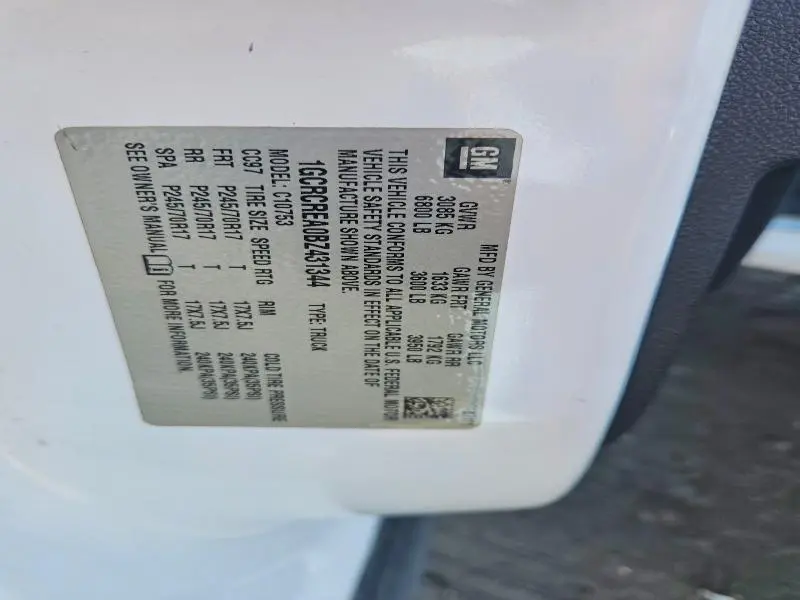 GM
MFD BY GENERAL MOTORS LLC
GVWR GAWR FRT GAWR RR
3085 KG 1633 KG 1792 KG
6800 LB 3600 LB 3950 LB
THIS VEHICLE CONFORMS TO ALL APPLICABLE U.S. FEDERAL MOTOR
VEHICLE SAFETY STANDARDS IN EFFECT ON THE DATE OF
MANUFACTURE SHOWN ABOVE.
1GCRCREA0BZ431344 TYPE: TRUCK
MODEL: C10753
CC37 TIRE SIZE SPEED RTG RIM COLD TIRE PRESSURE
FRT P245/70R17 T 17X7.5J 240KPA(35PSI)
RR P245/70R17 T 17X7.5J 240KPA(35PSI)
SPA P245/70R17 T 17X7.5J 240KPA(35PSI)
SEE OWNER'S MANUAL FOR MORE INFORMATION